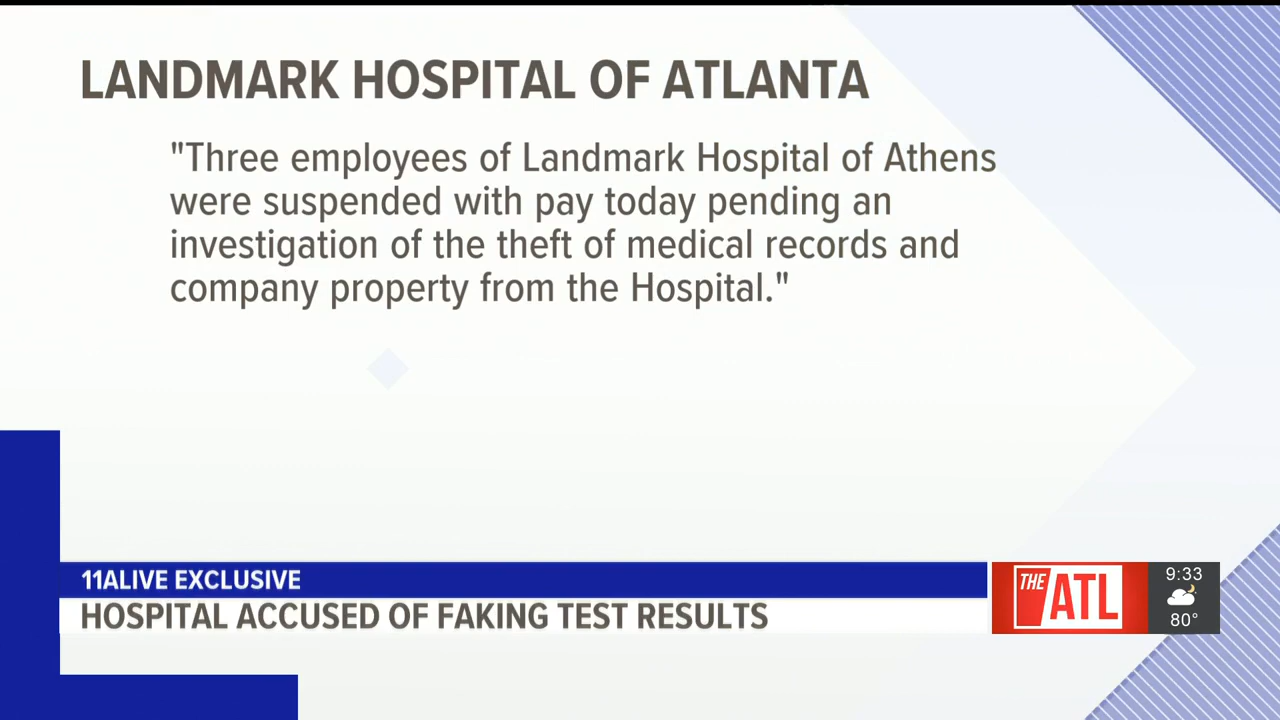 LANDMARK HOSPITAL OF ATLANTA
"Three employees of Landmark Hospital of Athens
were suspended with pay today pending an
investigation of the theft of medical records and
company property from the Hospital."
11ALIVE EXCLUSIVE
HOSPITAL ACCUSED OF FAKING TEST RESULTS
THE ATL
9:33
80°